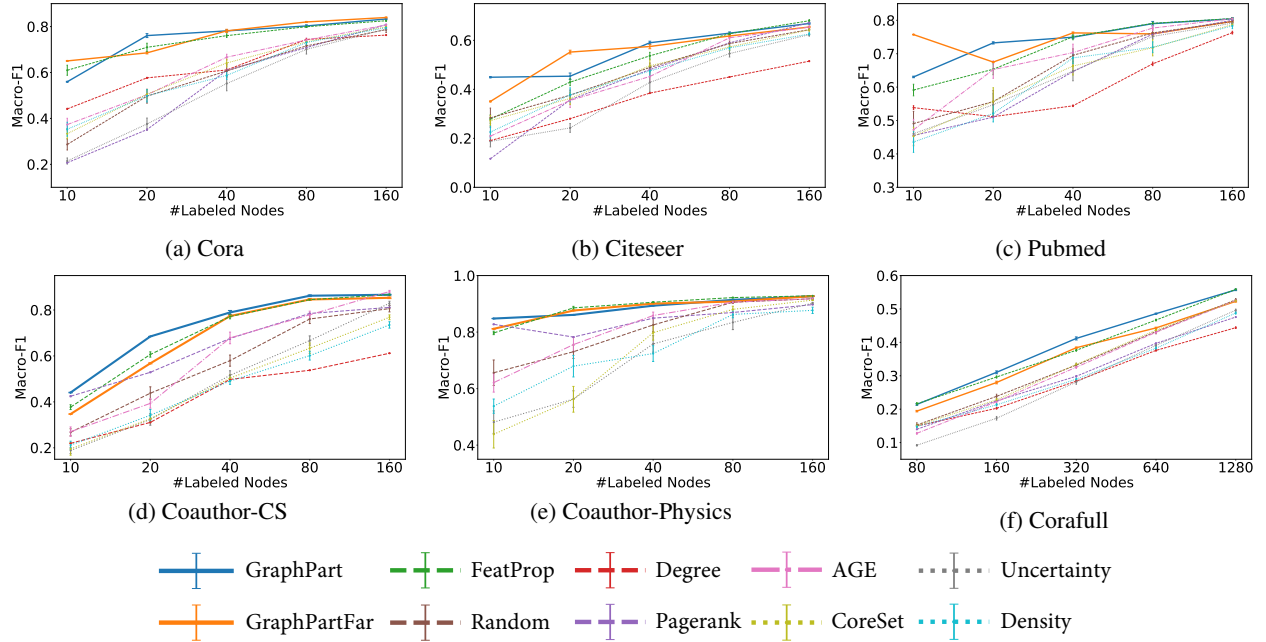 0.8
0.6
0.4
0.2
Macro-F1
10 20 40 80 160
#Labeled Nodes
(a) Cora
0.6
0.4
0.2
0.0
Macro-F1
10 20 40 80 160
#Labeled Nodes
(b) Citeseer
0.8
0.7
0.6
0.5
0.4
0.3
Macro-F1
10 20 40 80 160
#Labeled Nodes
(c) Pubmed
0.8
0.6
0.4
0.2
Macro-F1
10 20 40 80 160
#Labeled Nodes
(d) Coauthor-CS
1.0
0.8
0.6
0.4
Macro-F1
10 20 40 80 160
#Labeled Nodes
(e) Coauthor-Physics
0.6
0.5
0.4
0.3
0.2
0.1
Macro-F1
80 160 320 640 1280
#Labeled Nodes
(f) Corafull
GraphPart FeatProp Degree AGE Uncertainty
GraphPartFar Random Pagerank CoreSet Density